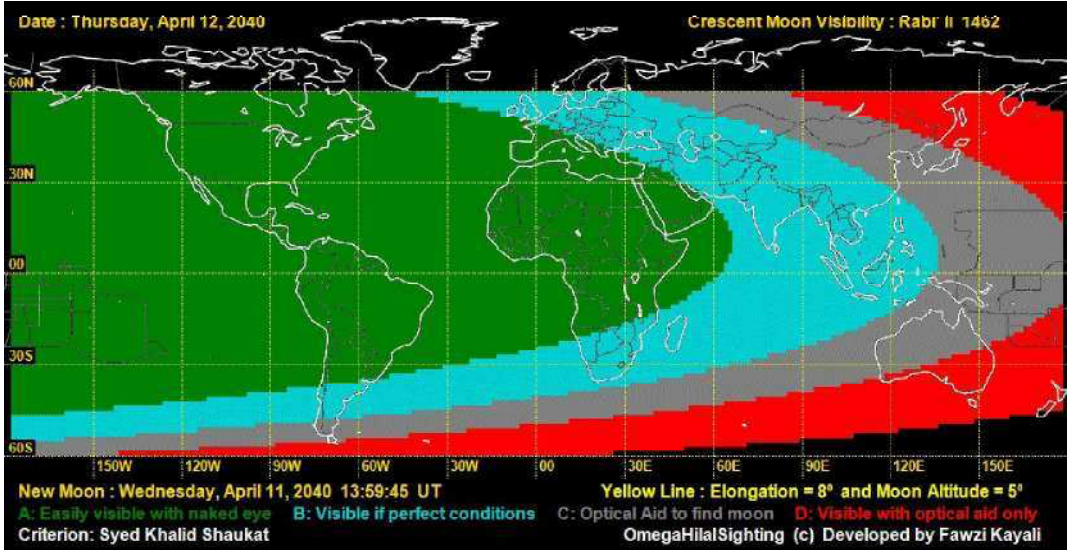 Date : Thursday, April 12, 2040 Crescent Moon Visibility : Rabi' II 1462
60N
30N
00
30S
60S
150W 120W 90W 60W 30W 00 30E 60E 90E 120E 150E
New Moon : Wednesday, April 11, 2040 13:59:45 UT Yellow Line : Elongation = 8º and Moon Altitude = 5º
A: Easily visible with naked eye B: Visible if perfect conditions C: Optical Aid to find moon D: Visible with optical aid only
Criterion: Syed Khalid Shaukat OmegaHilalSighting (c) Developed by Fawzi Kayali